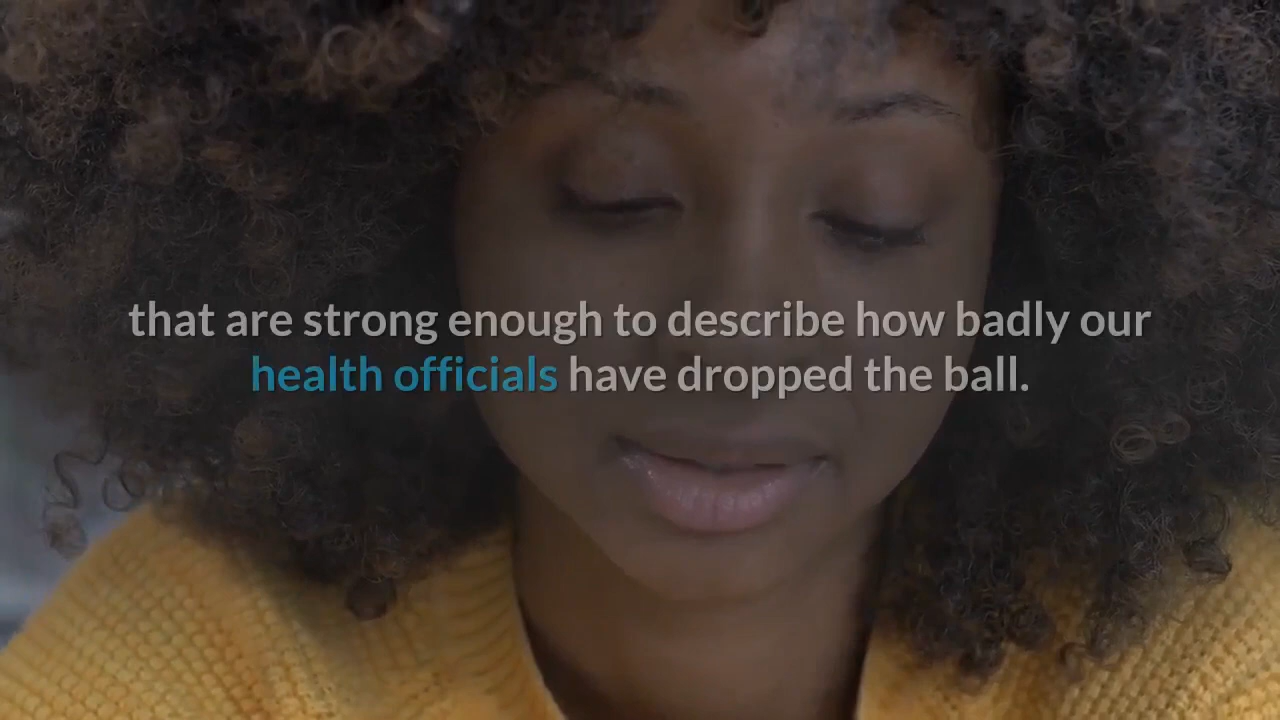 that are strong enough to describe how badly our
health officials have dropped the ball.